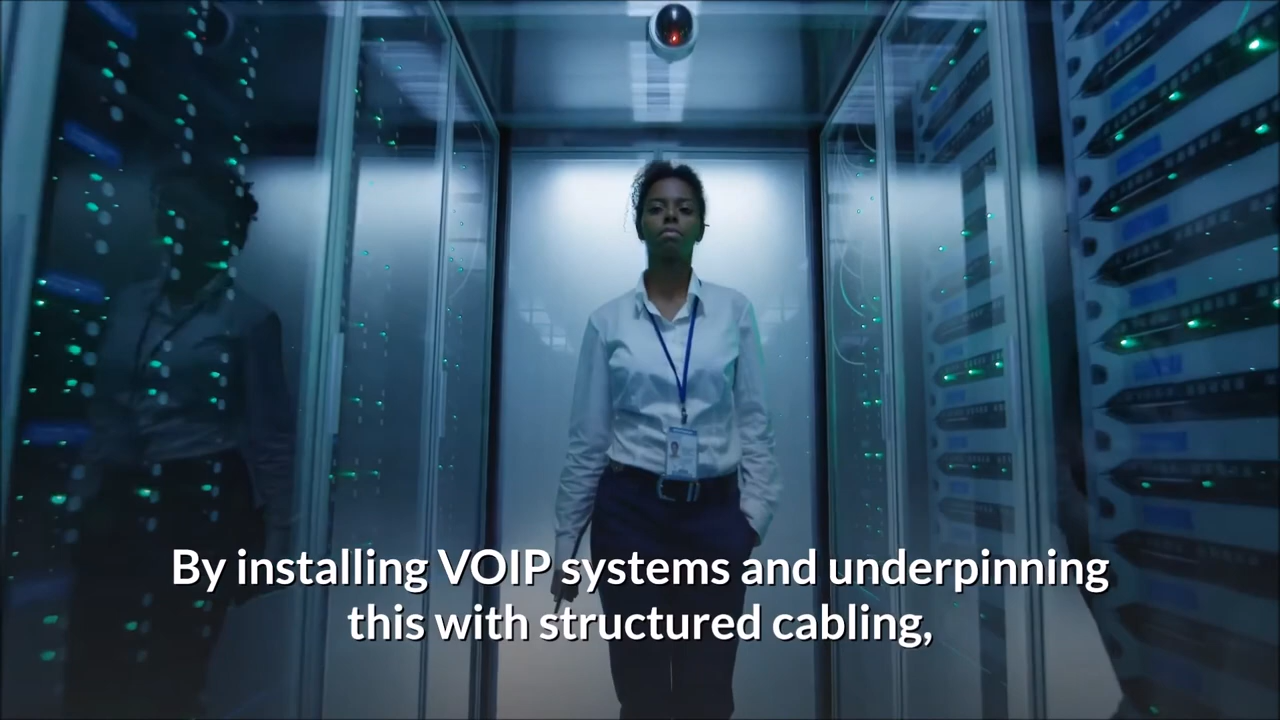 By installing VOIP systems and underpinning
this with structured cabling,